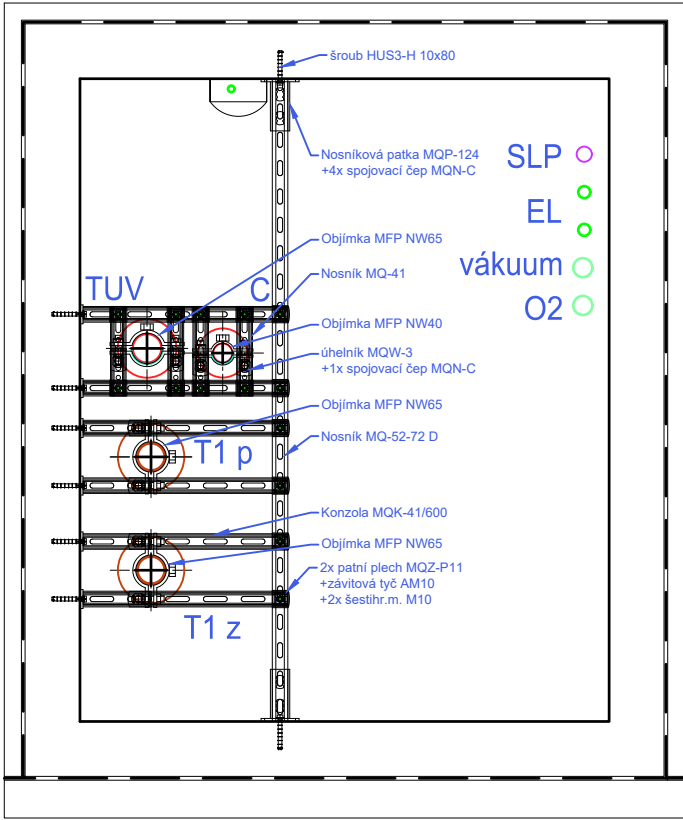 šroub HUS3-H 10x80
Nosníková patka MQP-124
+4x spojovací čep MQN-C
SLP
EL
vákuum
O2
Objímka MFP NW65
TUV
C
Nosník MQ-41
Objímka MFP NW40
úhelník MQW-3
+1x spojovací čep MQN-C
Objímka MFP NW65
T1 p
Nosník MQ-52-72 D
Konzola MQK-41/600
Objímka MFP NW65
2x patní plech MQZ-P11
+závitová tyč AM10
+2x šestihr.m. M10
T1 z